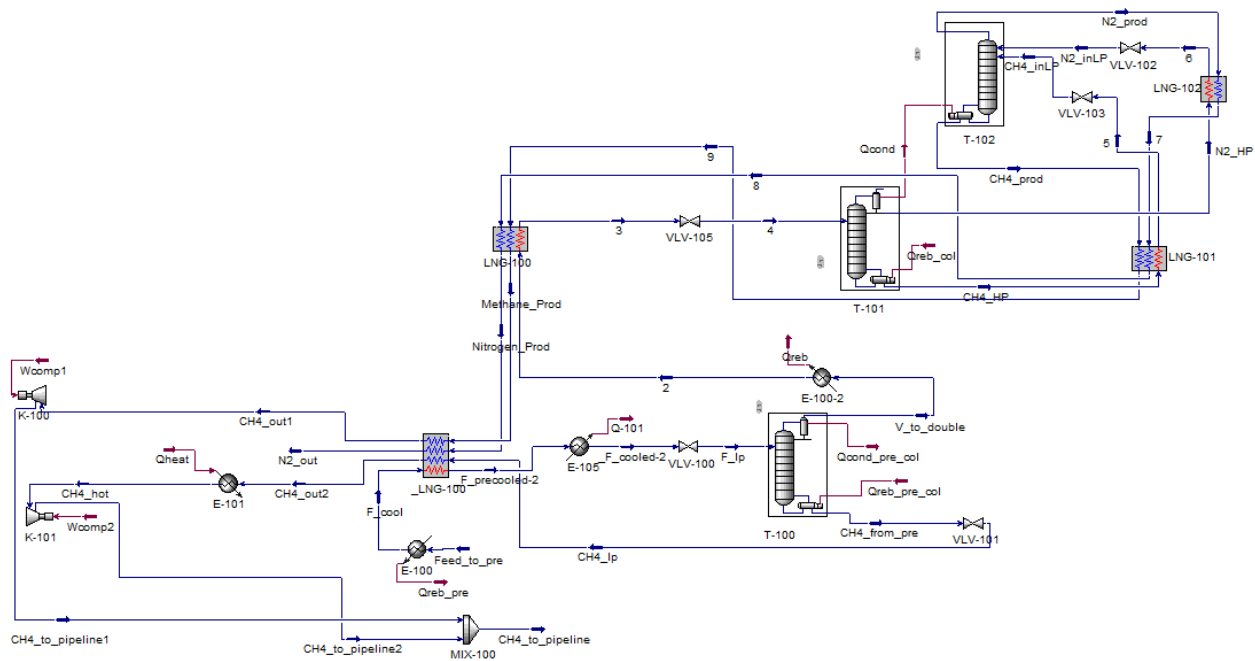 N2_prod
CH4_inLP
N2_inLP
VLV-102
6
LNG-102
VLV-103
T-102
5
7
N2_HP
Qcond
CH4_prod
9
8
3
VLV-105
4
LNG-100
Qreb_col
LNG-101
CH4_HP
T-101
Methane_Prod
Nitrogen_Prod
Wcomp1
K-100
Qreb
2
E-100-2
CH4_out1
Q-101
V_to_double
Qheat
N2_out
E-105
F_cooled-2
VLV-100
F_lp
Qcond_pre_col
F_precooled-2
CH4_hot
E-101
CH4_out2
_LNG-100
Qreb_pre_col
K-101
Wcomp2
F_cool
CH4_from_pre
VLV-101
T-100
CH4_lp
E-100
Feed_to_pre
Qreb_pre
CH4_to_pipeline1
CH4_to_pipeline2
MIX-100
CH4_to_pipeline